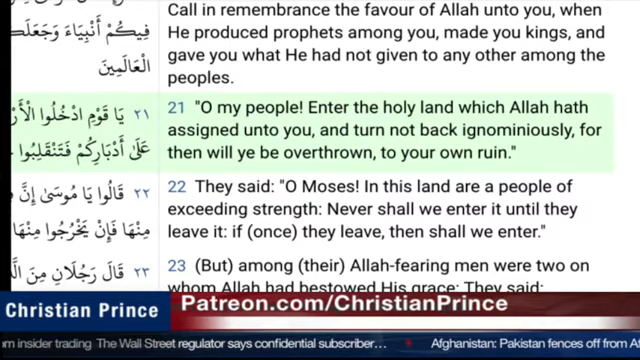 Call in remembrance the favour of Allah unto you, when
فِيكُمْ أَنْبِيَاءَ وَجَعَلَكُ
He produced prophets among you, made you kings, and
gave you what He had not given to any other among the
الْعَالَمِينَ
peoples.
٢١ يَا قَوْمِ ادْخُلُوا الْأَرْ
21 "O my people! Enter the holy land which Allah hath
assigned unto you, and turn not back ignominiously, for
عَلَىٰ أَدْبَارِكُمْ فَتَنْقَلِبُوا
then will ye be overthrown, to your own ruin."
٢٢ قَالُوا يَا مُوسَىٰ إِنَّ
22 They said: "O Moses! In this land are a people of
exceeding strength: Never shall we enter it until they
مِنْهَا فَإِنْ يَخْرُجُوا مِنْهَا
leave it: if (once) they leave, then shall we enter."
٢٣ قَالَ رَجُلَانِ مِنَ الَّ
23 (But) among (their) Allah-fearing men were two on
whom Allah had bestowed His grace: They said:
Christian Prince
Patreon.com/ChristianPrince
om insider trading The Wall Street regulator says confidential subscriber... Afghanistan: Pakistan fences off from A